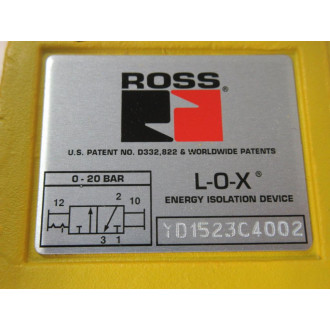 ROSS®
U.S. PATENT NO. D332,822 & WORLDWIDE PATENTS
0 - 20 BAR
L-O-X®
ENERGY ISOLATION DEVICE
12 2 10
3 1
YD1523C4002